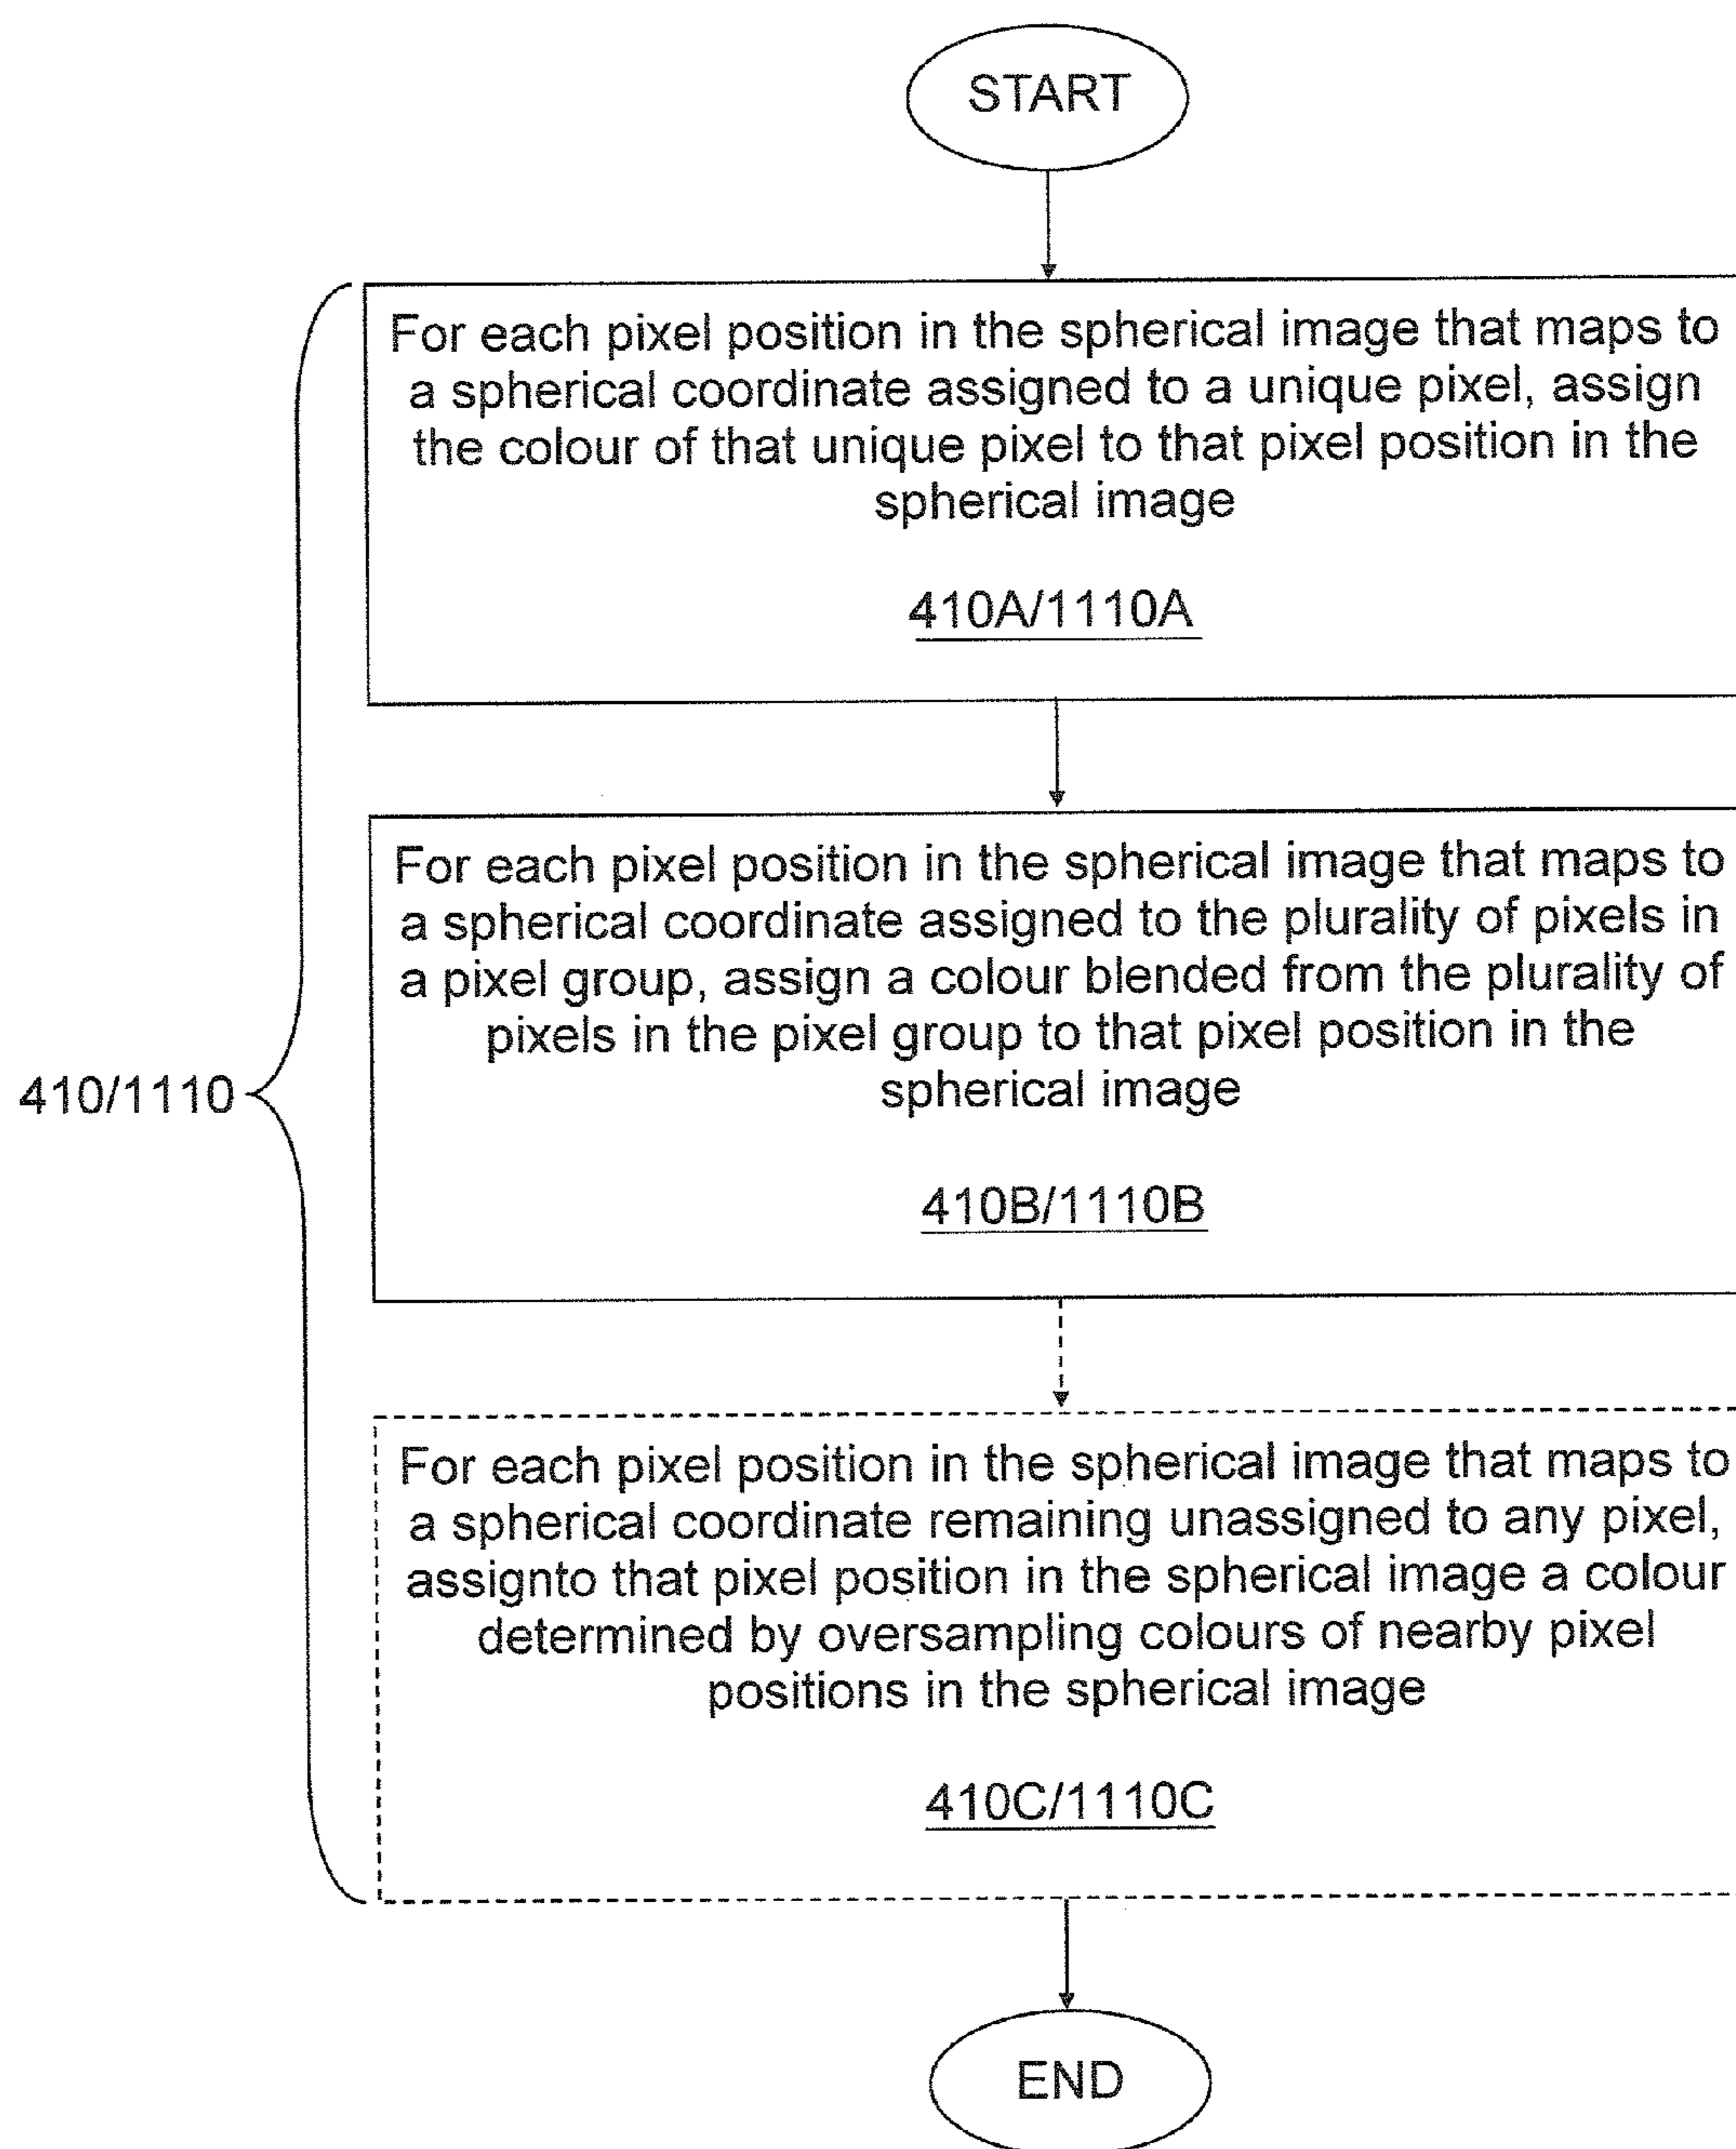 START
For each pixel position in the spherical image that maps to
a spherical coordinate assigned to a unique pixel, assign
the colour of that unique pixel to that pixel position in the
spherical image
410A/1110A
For each pixel position in the spherical image that maps to
a spherical coordinate assigned to the plurality of pixels in
a pixel group, assign a colour blended from the plurality of
pixels in the pixel group to that pixel position in the
spherical image
410B/1110B
410/1110
For each pixel position in the spherical image that maps to
a spherical coordinate remaining unassigned to any pixel,
assignto that pixel position in the spherical image a colour
determined by oversampling colours of nearby pixel
positions in the spherical image
410C/1110C
END